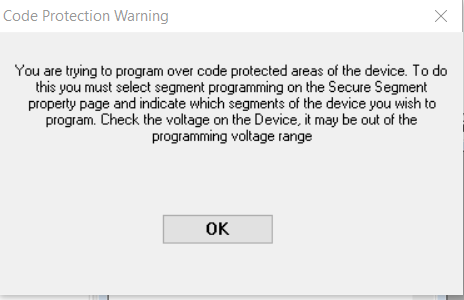 Code Protection Warning
You are trying to program over code protected areas of the device. To do
this you must select segment programming on the Secure Segment
property page and indicate which segments of the device you wish to
program. Check the voltage on the Device, it may be out of the
programming voltage range
OK